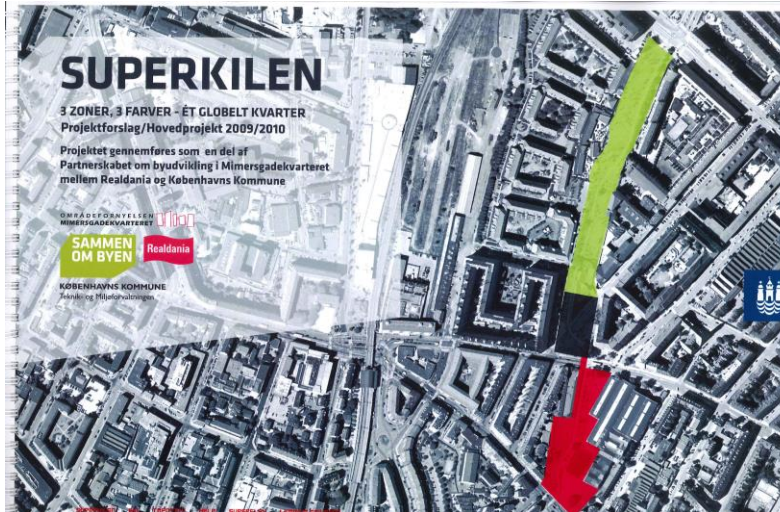 SUPERKILEN
3 ZONER, 3 FARVER - ÉT GLOBELT KVARTER
Projektforslag/Hovedprojekt 2009/2010
Projektet gennemføres som en del af
Partnerskabet om byudvikling i Mimersgadekvarteret
mellem Realdania og Københavns Kommune
OMRÅDEFORNYELSEN
MIMERSGADEKVARTERET
SAMMEN
OM BYEN
Realdania
KØBENHAVNS KOMMUNE
Teknik- og Miljøforvaltningen